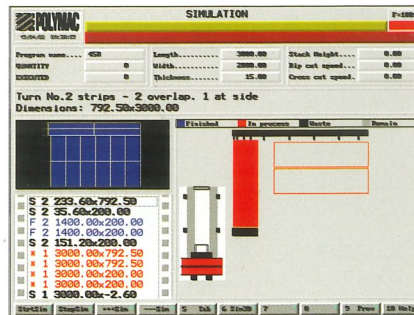 POLYMAC
SIMULATION
Program name.... 4SR
Length........ 3000.00
Stack Height.... 0.00
QUANTITY 0
Width........ 2800.00
Rip cut speed. 0.00
EXECUTED 0
Thickness........ 15.00
Cross cut speed. 0.00
Turn No.2 strips - 2 overlap. 1 at side
Dimensions: 792.50x3000.00
Finished
In process
Waste
Remain
S 2 233.60x792.50
S 2 35.60x200.00
F 2 1400.00x200.00
F 2 1400.00x200.00
S 2 151.20x200.00
* 1 3000.00x792.50
* 1 3000.00x792.50
* 1 3000.00x200.00
* 1 3000.00x200.00
S 1 3000.00x-2.60
StrtSim
StopSim
+++Sim
---Sim
5
6 Sim3D
7
8
9 Prev
10